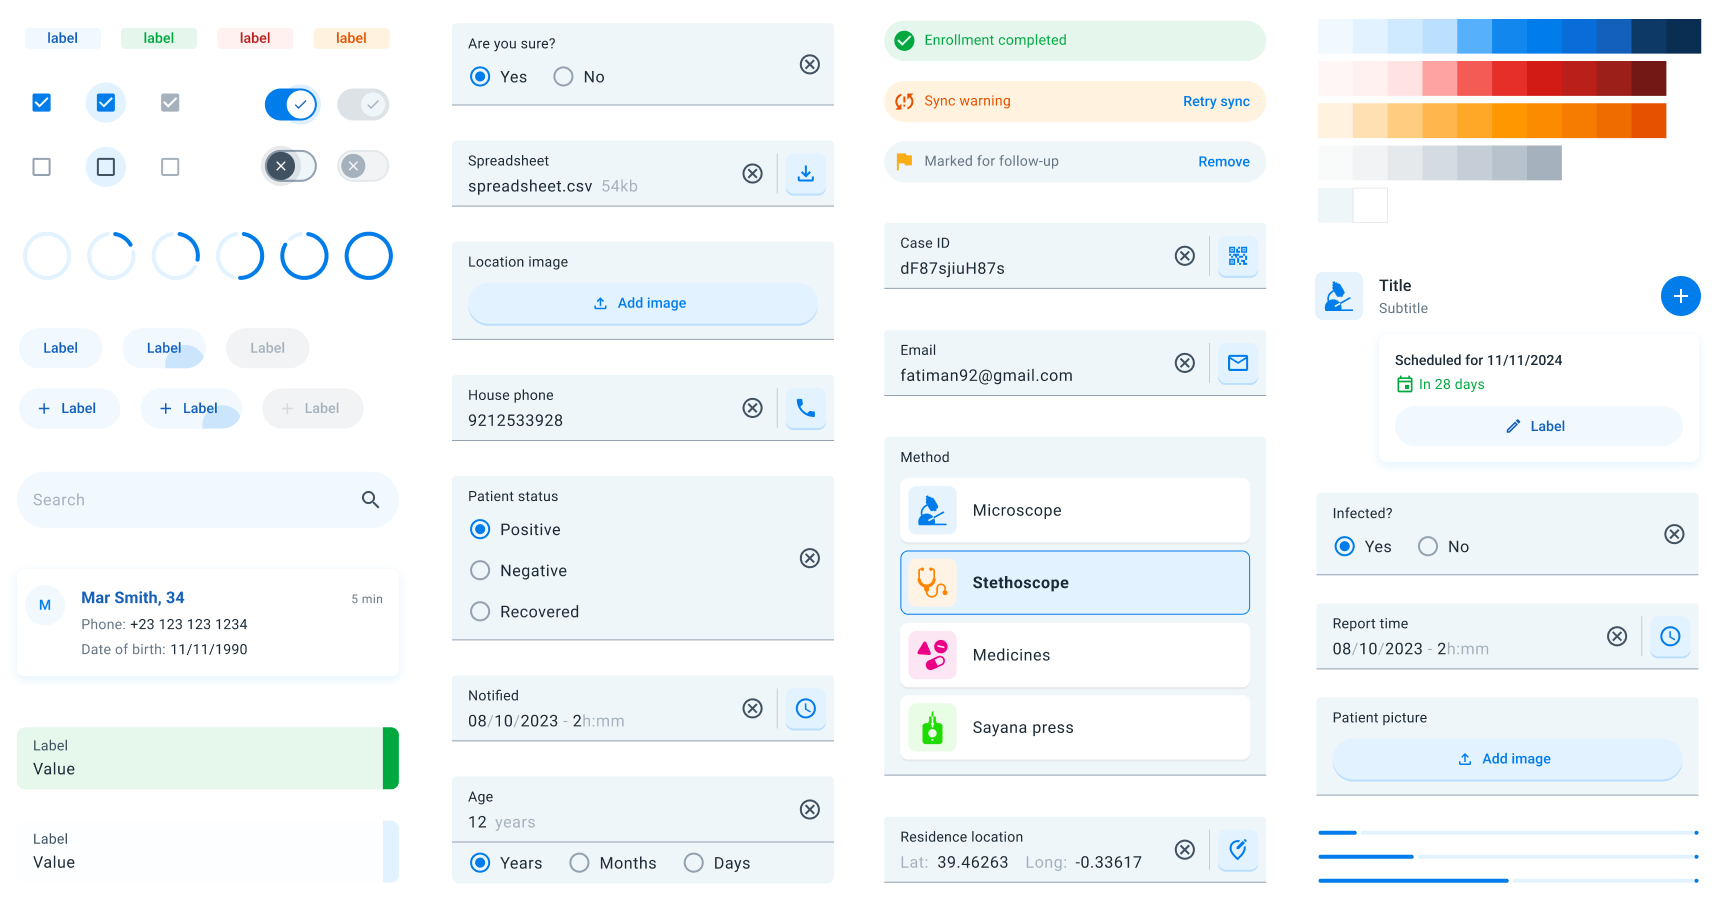 label label label label
Label Label Label
+ Label + Label + Label
Search
M
Mar Smith, 34 5 min
Phone: +23 123 123 1234
Date of birth: 11/11/1990
Label
Value
Label
Value
Are you sure?
Yes No
Spreadsheet
spreadsheet.csv 54kb
Location image
Add image
House phone
9212533928
Patient status
Positive
Negative
Recovered
Notified
08/10/2023 - 2h:mm
Age
12 years
Years Months Days
Enrollment completed
Sync warning Retry sync
Marked for follow-up Remove
Case ID
dF87sjiuH87s
Email
fatiman92@gmail.com
Method
Microscope
Stethoscope
Medicines
Sayana press
Residence location
Lat: 39.46263 Long: -0.33617
Title
Subtitle
Scheduled for 11/11/2024
In 28 days
Label
Infected?
Yes No
Report time
08/10/2023 - 2h:mm
Patient picture
Add image